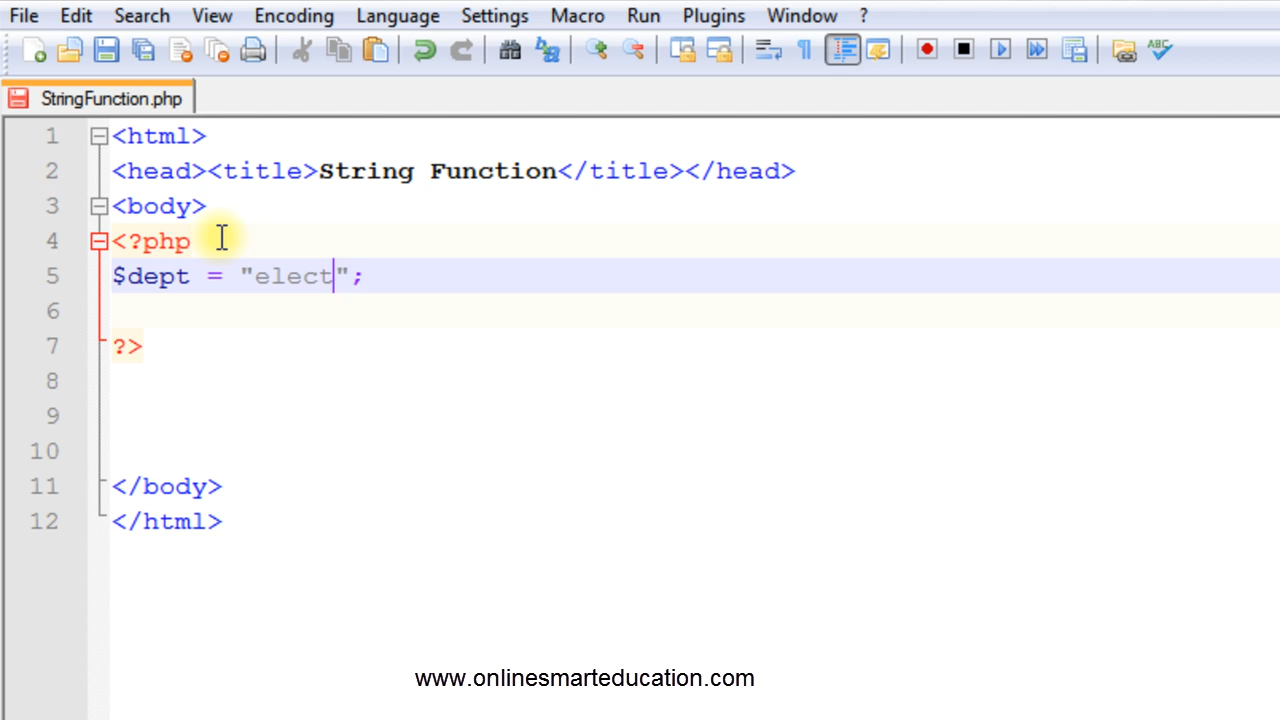 File Edit Search View Encoding Language Settings Macro Run Plugins Window ?
ABC
StringFunction.php
1 <html>
2 <head><title>String Function</title></head>
3 <body>
4 <?php
5 $dept = "elect";
6
7 ?>
8
9
10
11 </body>
12 </html>
www.onlinesmarteducation.com